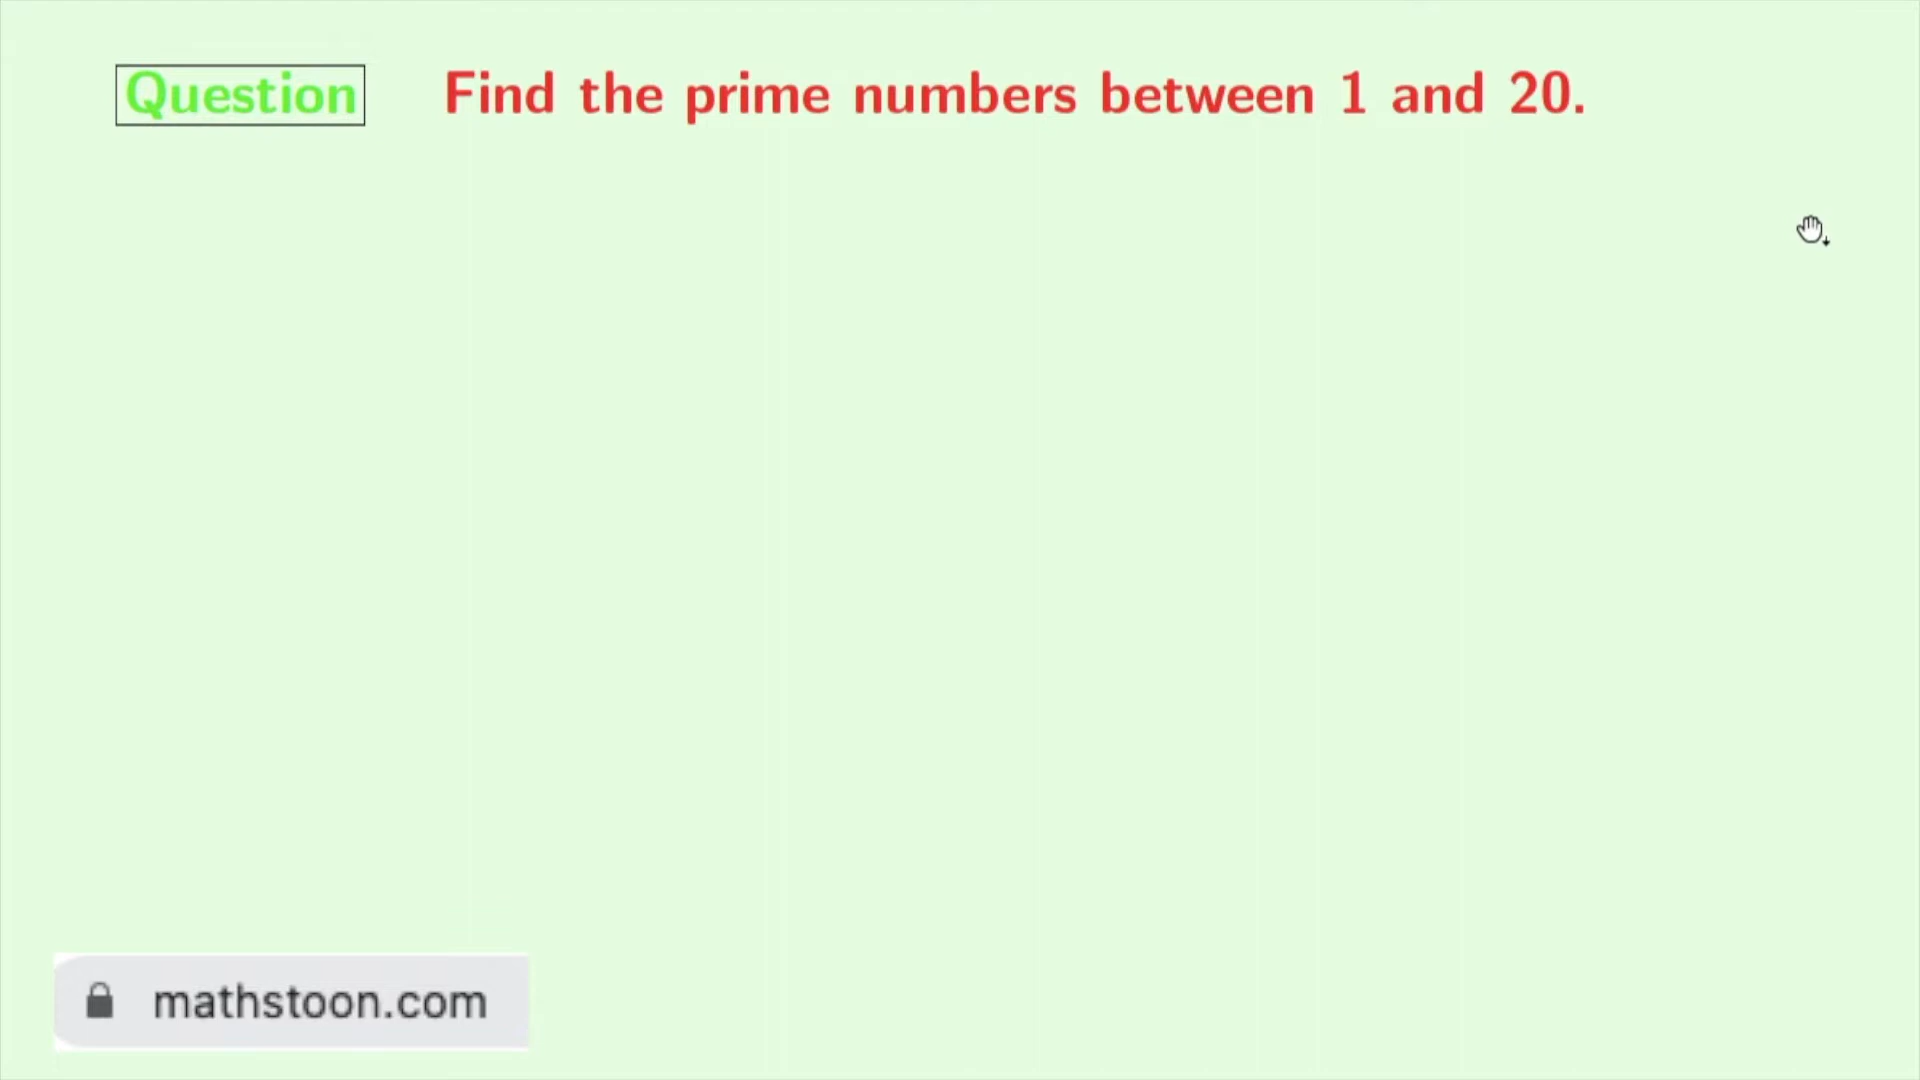 Question Find the prime numbers between 1 and 20.
mathstoon.com